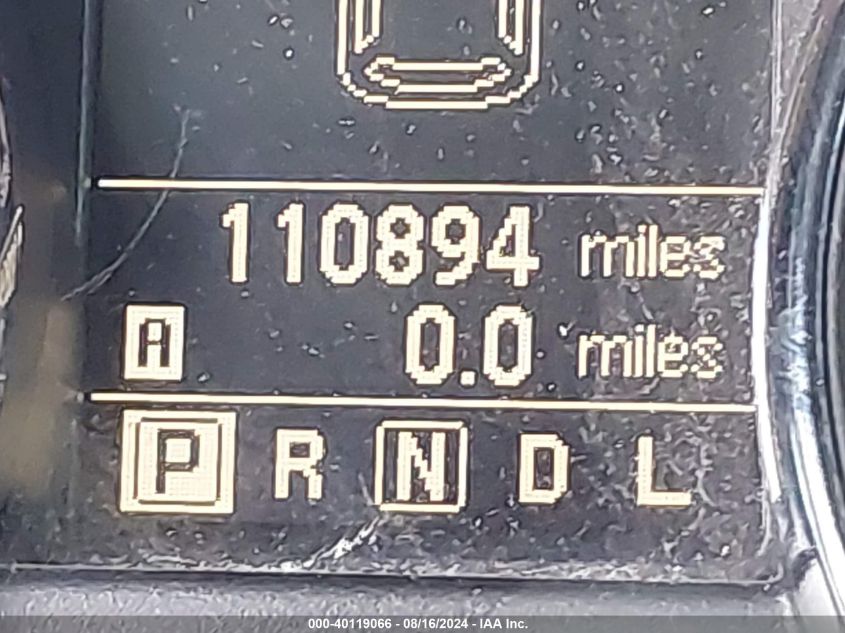 110894 miles
A 0.0 miles
P R N D L
000-40119066 - 08/16/2024 - IAA Inc.